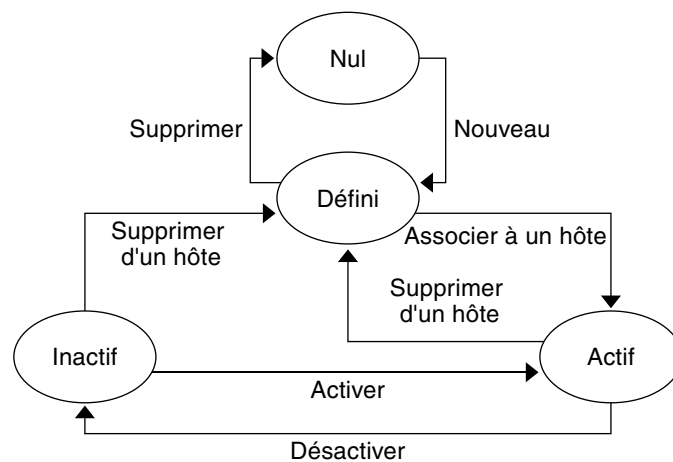 Nul
Supprimer
Nouveau
Défini
Supprimer
d'un hôte
Associer à un hôte
Supprimer
d'un hôte
Inactif
Actif
Activer
Désactiver